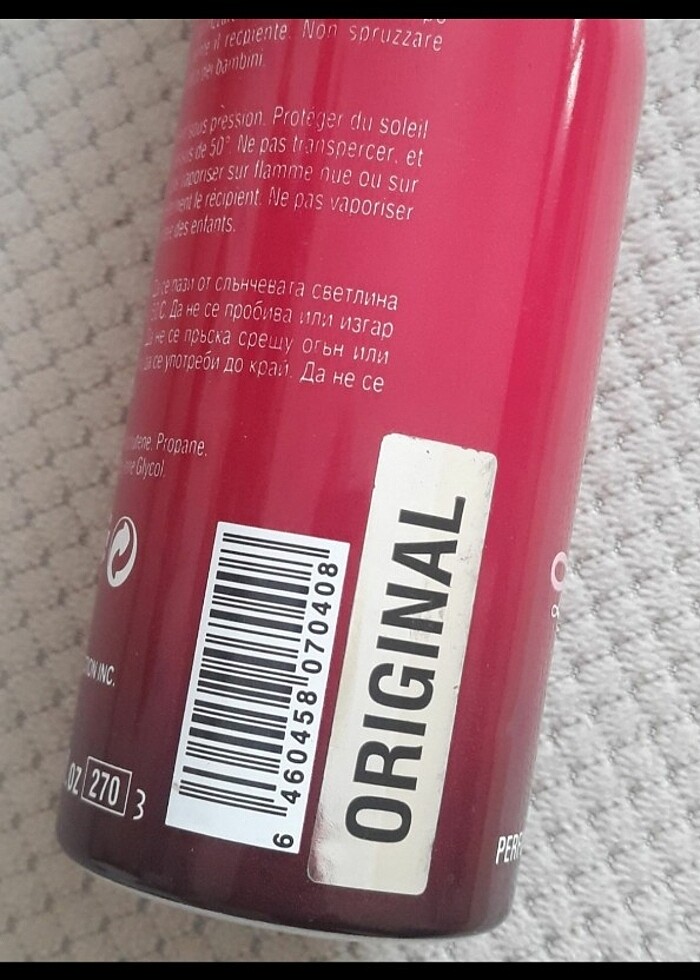 il récpiente. Non spruzzare
bambini.
sous pression. Protéger du soleil
de 50° Ne pas transpercer, et
vaporiser sur flamme nue ou sur
le récipient. Ne pas vaporiser
des enfants.
се пази от слънчевата светлина
Да не се пробива или изгар
не се пръска срещу огън или
да се употреби до край. Да не се
Propane.
Glycol.
INC.
OZ 270 3
6 460458 070408
ORIGINAL